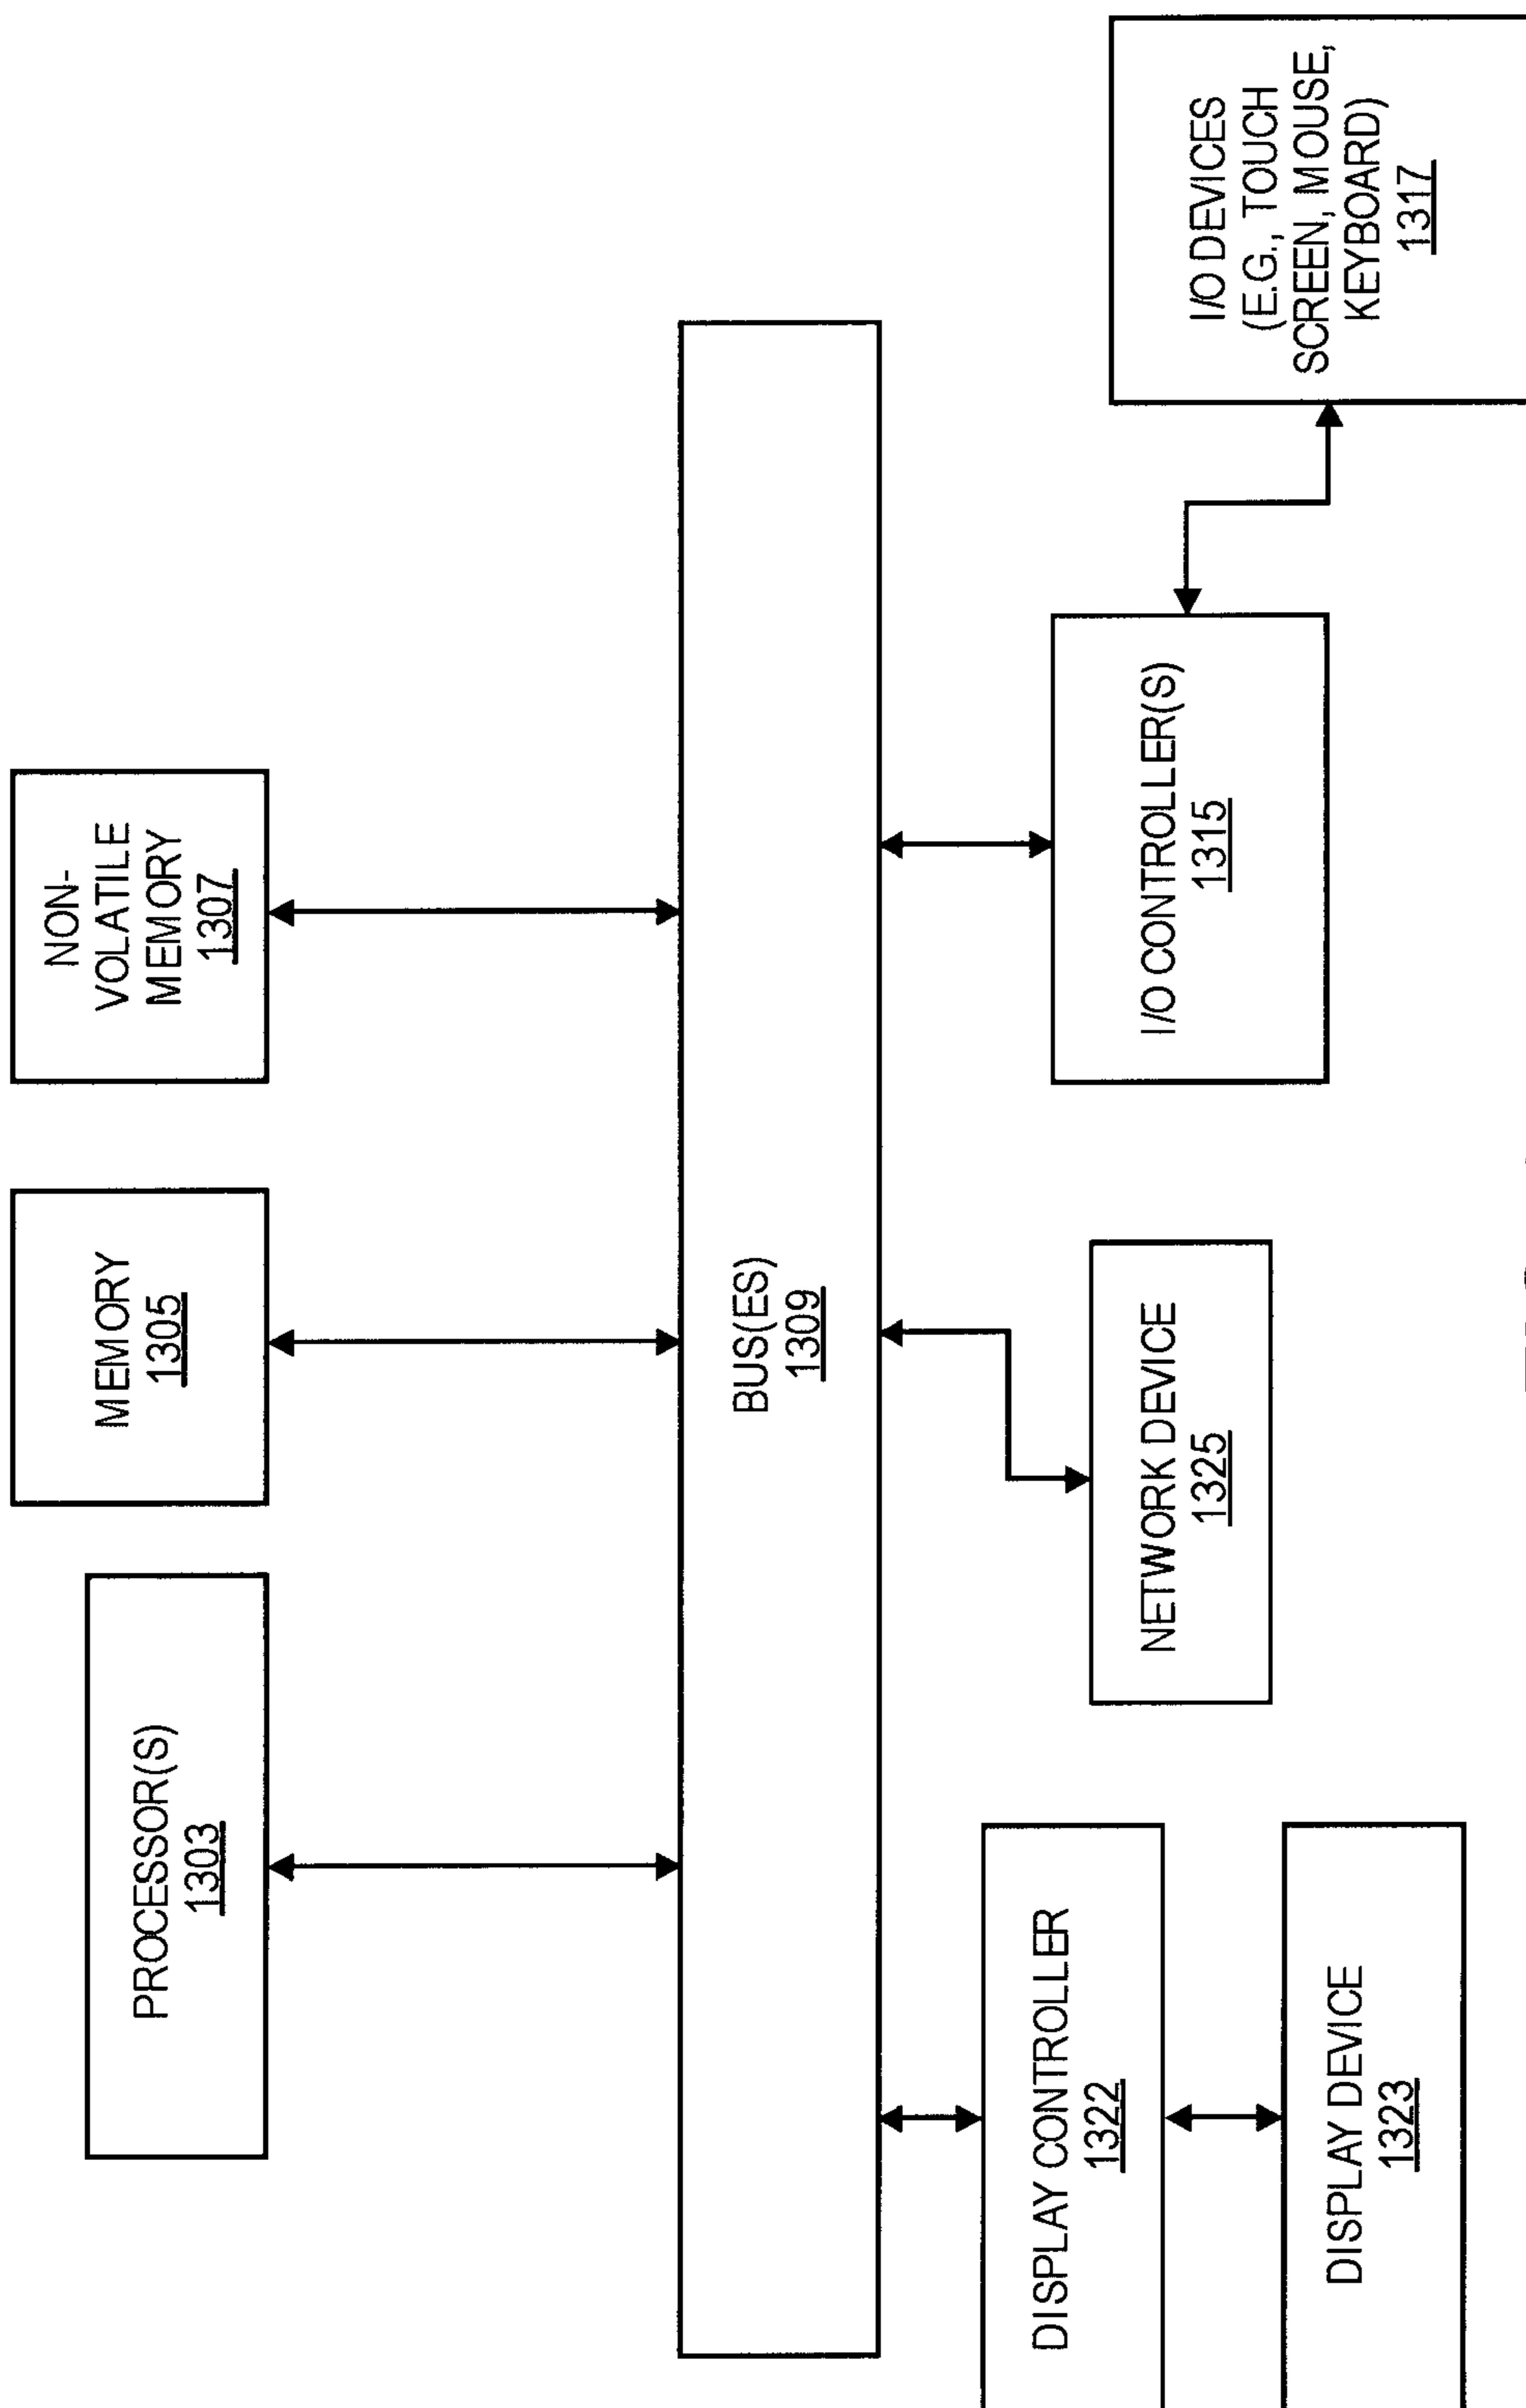 PROCESSOR(S)
1303
MEMORY
1305
NON-
VOLATILE
MEMORY
1307
BUS(ES)
1309
DISPLAY CONTROLLER
1322
DISPLAY DEVICE
1323
NETWORK DEVICE
1325
I/O CONTROLLER(S)
1315
I/O DEVICES
(E.G., TOUCH
SCREEN, MOUSE,
KEYBOARD)
1317